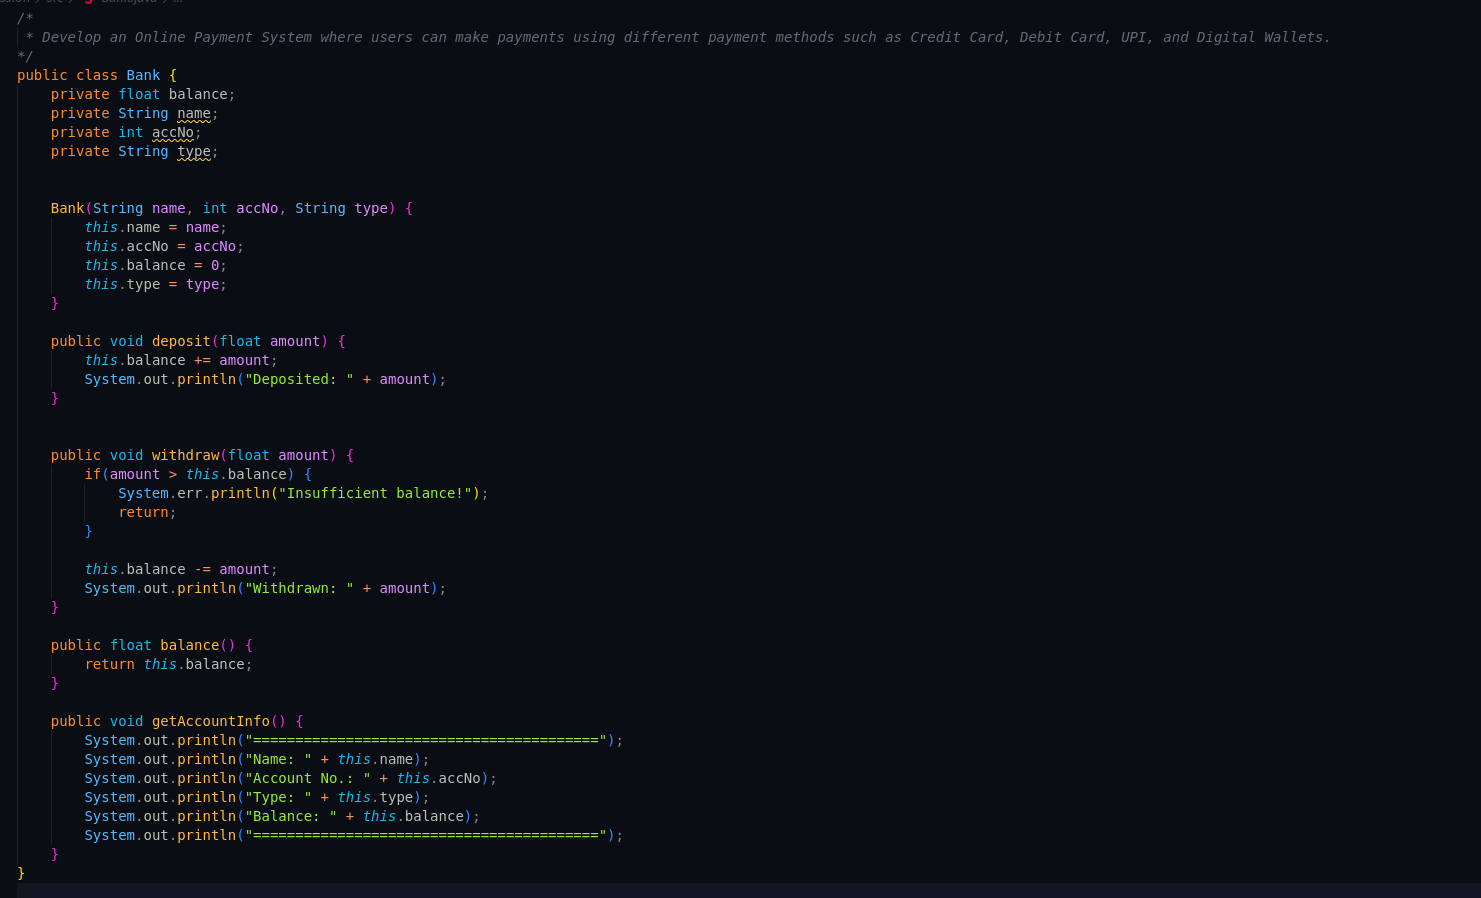 /*
 * Develop an Online Payment System where users can make payments using different payment methods such as Credit Card, Debit Card, UPI, and Digital Wallets.
*/
public class Bank {
    private float balance;
    private String name;
    private int accNo;
    private String type;
    Bank(String name, int accNo, String type) {
        this.name = name;
        this.accNo = accNo;
        this.balance = 0;
        this.type = type;
    }
    public void deposit(float amount) {
        this.balance += amount;
        System.out.println("Deposited: " + amount);
    }
    public void withdraw(float amount) {
        if(amount > this.balance) {
            System.err.println("Insufficient balance!");
            return;
        }
        this.balance -= amount;
        System.out.println("Withdrawn: " + amount);
    }
    public float balance() {
        return this.balance;
    }
    public void getAccountInfo() {
        System.out.println("=========================================");
        System.out.println("Name: " + this.name);
        System.out.println("Account No.: " + this.accNo);
        System.out.println("Type: " + this.type);
        System.out.println("Balance: " + this.balance);
        System.out.println("=========================================");
    }
}